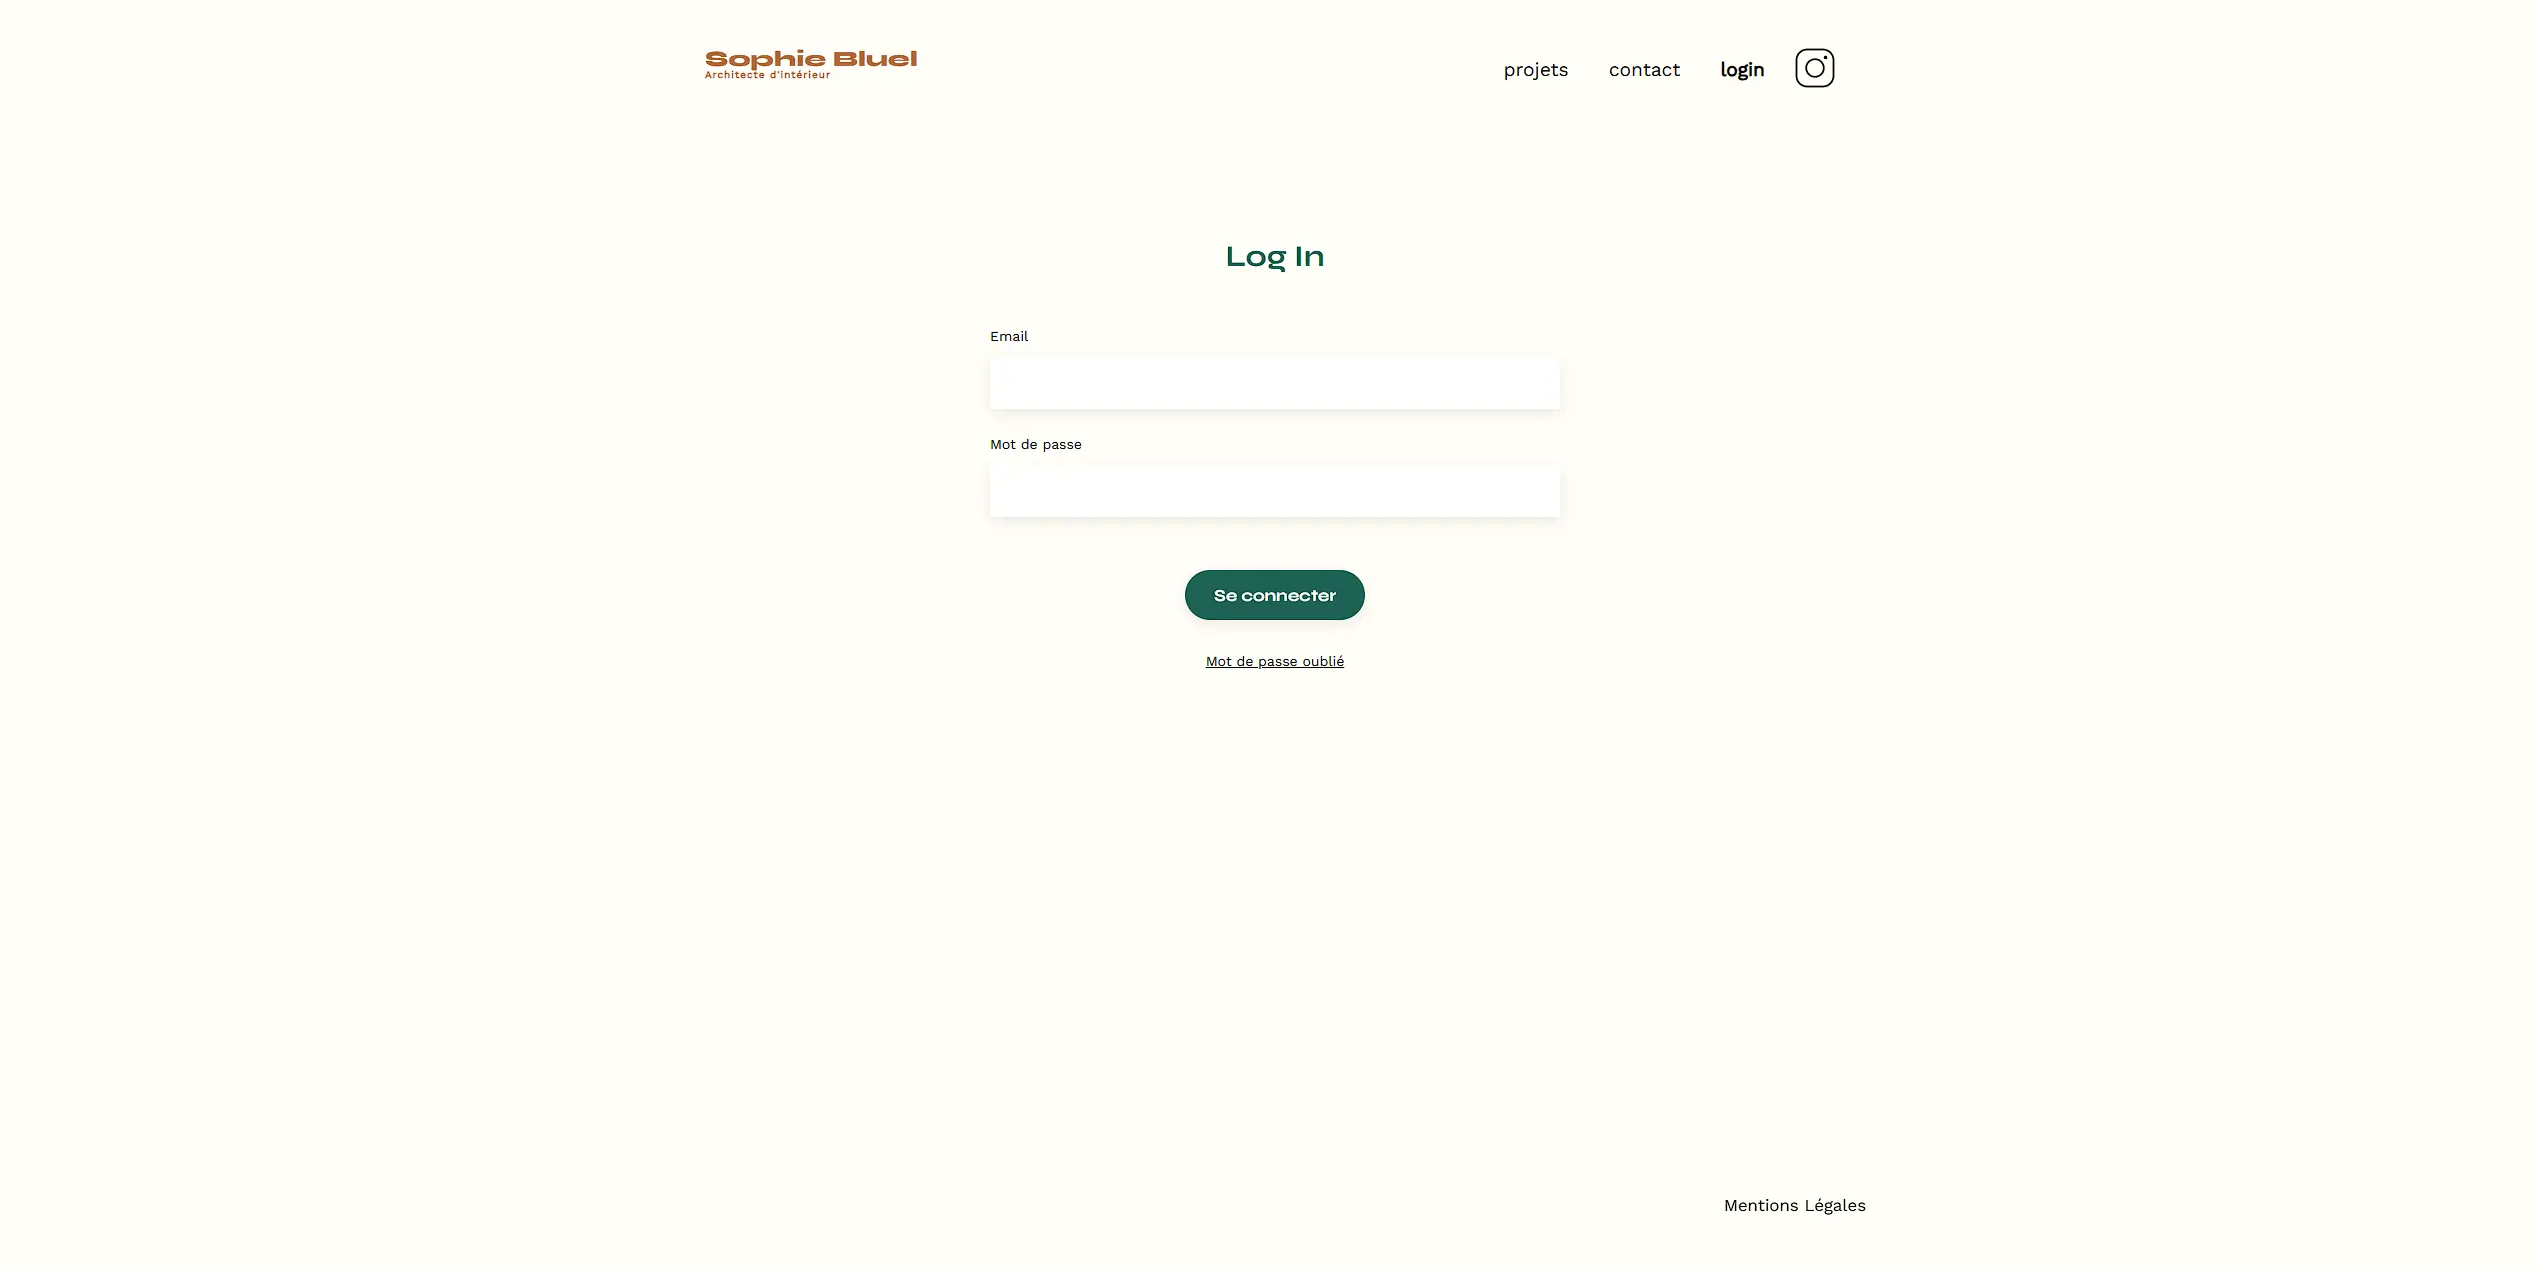 Sophie Bluel
Architecte d'intérieur
projets
contact
login
Log In
Email
Mot de passe
Se connecter
Mot de passe oublié
Mentions Légales